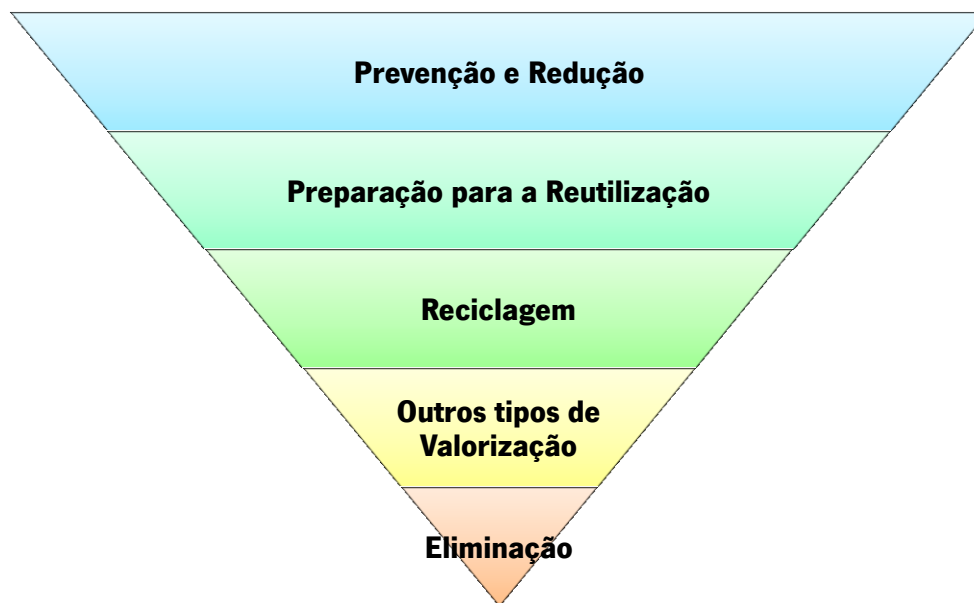 Prevenção e Redução
Preparação para a Reutilização
Reciclagem
Outros tipos de
Valorização
Eliminação